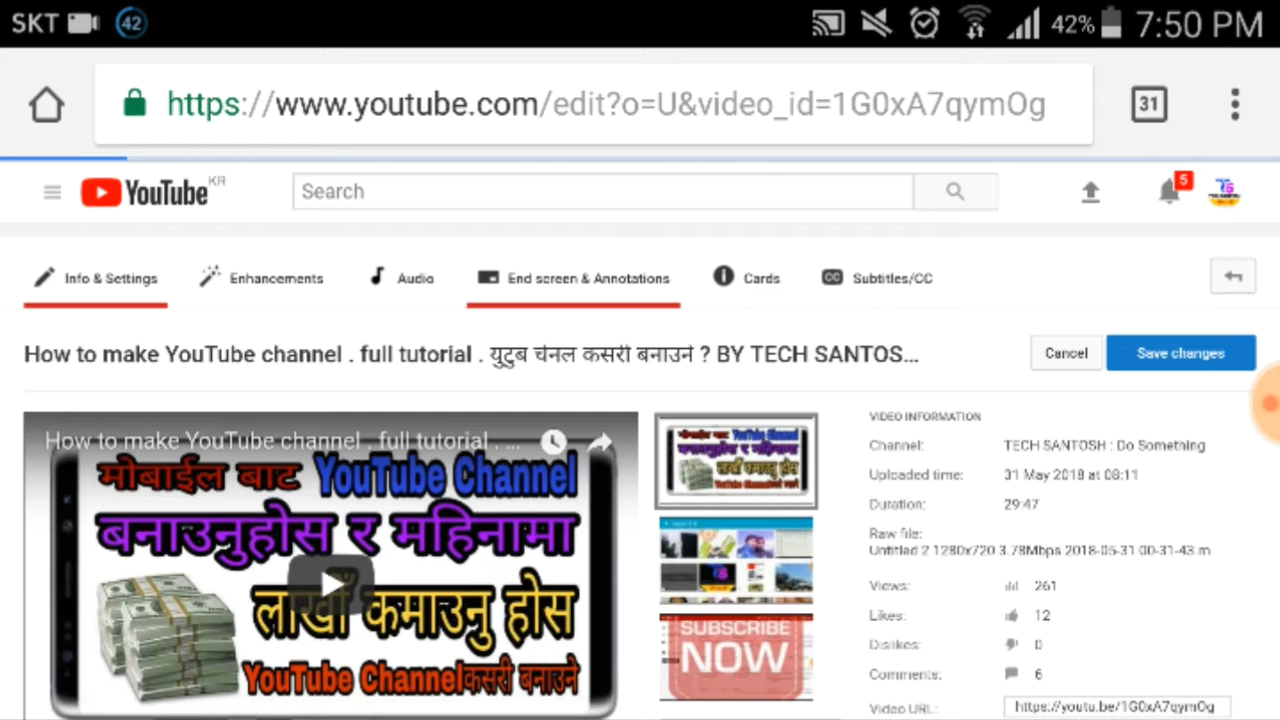 SKT 42 42% 7:50 PM
https://www.youtube.com/edit?o=U&video_id=1G0xA7qymOg 31
YouTube KR Search 5
Info & Settings Enhancements Audio End screen & Annotations Cards CC Subtitles/CC
How to make YouTube channel . full tutorial . युटुब चेनल कसरी बनाउने ? BY TECH SANTOS... Cancel Save changes
How to make YouTube channel . full tutorial . ...
मोबाईल बाट YouTube Channel
बनाउनुहोस र महिनामा
लाखौँ कमाउनु होस
YouTube Channelकसरी बनाउने
SUBSCRIBE
NOW
VIDEO INFORMATION
Channel: TECH SANTOSH : Do Something
Uploaded time: 31 May 2018 at 08:11
Duration: 29:47
Raw file:
Untitled 2 1280x720 3.78Mbps 2018-05-31 00-31-43.m
Views: 261
Likes: 12
Dislikes: 0
Comments: 6
Video URL: https://youtu.be/1G0xA7qymOg